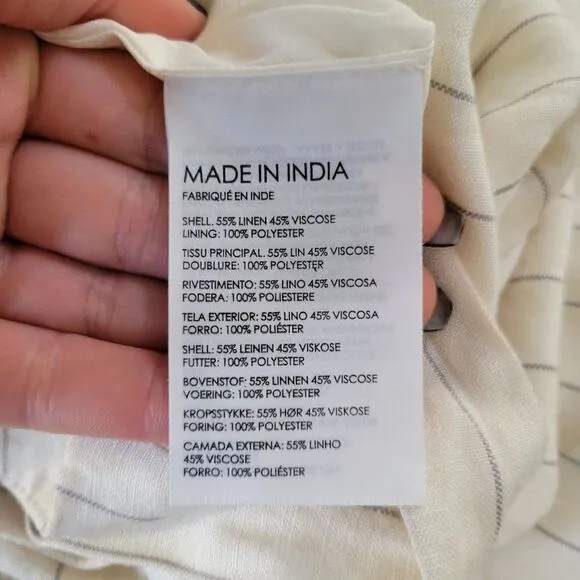 MADE IN INDIA
FABRIQUÉ EN INDE
SHELL. 55% LINEN 45% VISCOSE
LINING: 100% POLYESTER
TISSU PRINCIPAL. 55% LIN 45% VISCOSE
DOUBLURE: 100% POLYESTER
RIVESTIMENTO: 55% LINO 45% VISCOSA
FODERA: 100% POLIESTERE
TELA EXTERIOR: 55% LINO 45% VISCOSA
FORRO: 100% POLIÉSTER
SHELL: 55% LEINEN 45% VISKOSE
FUTTER: 100% POLYESTER
BOVENSTOF: 55% LINNEN 45% VISCOSE
VOERING: 100% POLYESTER
KROPSSTYKKE: 55% HØR 45% VISKOSE
FORING: 100% POLYESTER
CAMADA EXTERNA: 55% LINHO
45% VISCOSE
FORRO: 100% POLIÉSTER